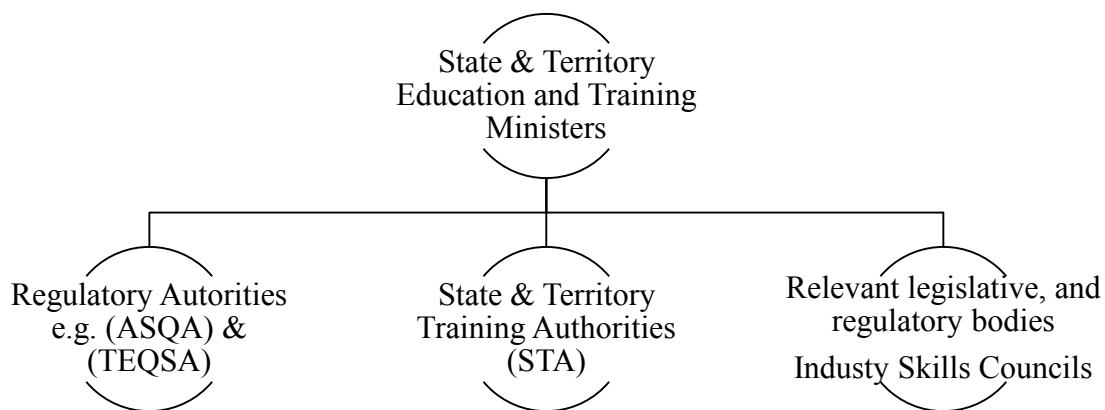 State & Territory
Education and Training
Ministers
Regulatory Autorities
e.g. (ASQA) &
(TEQSA)
State & Territory
Training Authorities
(STA)
Relevant legislative, and
regulatory bodies
Industy Skills Councils